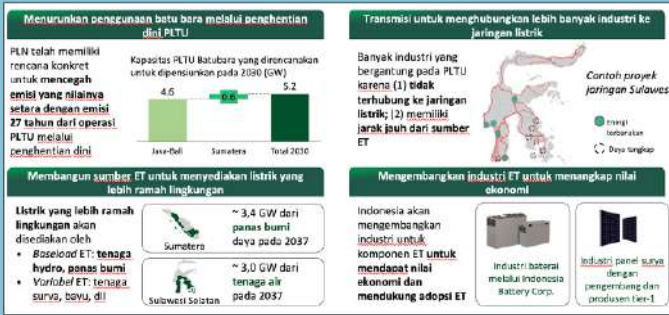 Menurunkan penggunaan batu bara melalui penghentian
dini PLTU
PLN telah memiliki
rencana konkret
untuk mencegah
emisi yang nilainya
setara dengan emisi
27 tahun dari operasi
PLTU melalui
penghentian dini
Kapasitas PLTU Batubara yang direncanakan
untuk dipensiunkan pada 2030 (GW)
4.6
0.6
5.2
Jawa-Bali
Sumatera
Total 2030
Transmisi untuk menghubungkan lebih banyak industri ke
jaringan listrik
Banyak industri yang
bergantung pada PLTU
karena (1) tidak
terhubung ke jaringan
listrik; (2) memiliki
jarak jauh dari sumber
ET
Contoh proyek
jaringan Sulawes
Energi
terbarukan
Daya tangkap
Membangun sumber ET untuk menyediakan listrik yang
lebih ramah lingkungan
Listrik yang lebih ramah
lingkungan akan
disediakan oleh
• Baseload ET: tenaga
hydro, panas bumi
• Variabel ET: tenaga
surya, bayu, dll
Sumatera
~ 3,4 GW dari
panas bumi
daya pada 2037
Sulawesi Selatan
~ 3,0 GW dari
tenaga air
pada 2037
Mengembangkan industri ET untuk menangkap nilai
ekonomi
Indonesia akan
mengembangkan
industri untuk
komponen ET untuk
mendapat nilai
ekonomi dan
mendukung adopsi ET
Industri baterai
melalui Indonesia
Battery Corp.
Industri panel surya
dengan
pengembang dan
produsen tier-1